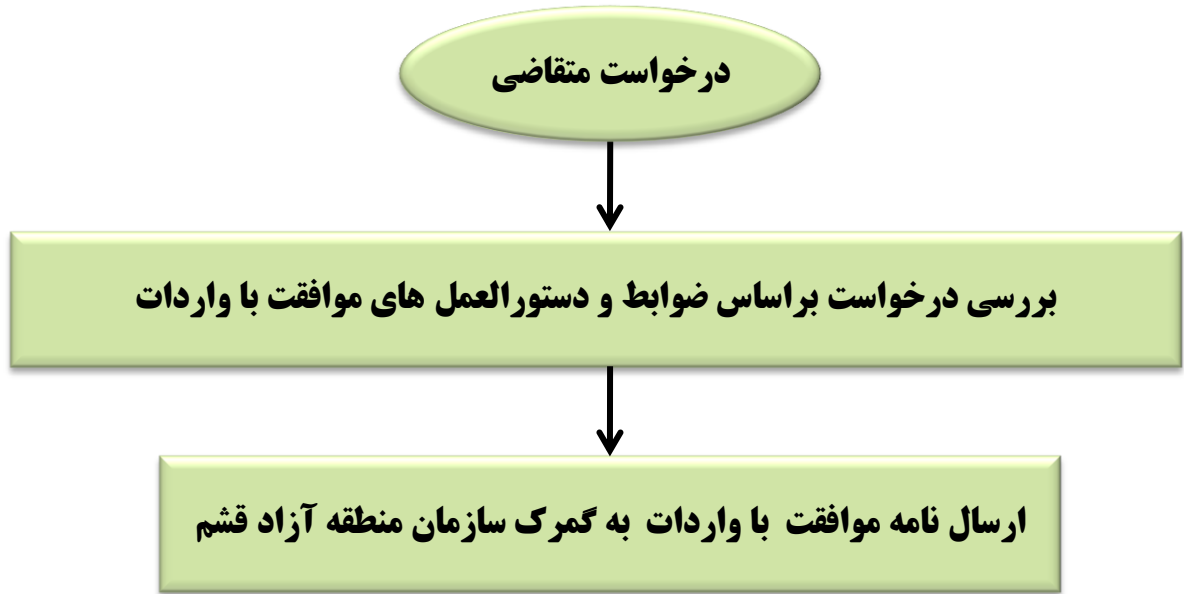 درخواست متقاضی
بررسی درخواست براساس ضوابط و دستورالعمل های موافقت با واردات
ارسال نامه موافقت با واردات به گمرک سازمان منطقه آزاد قشم